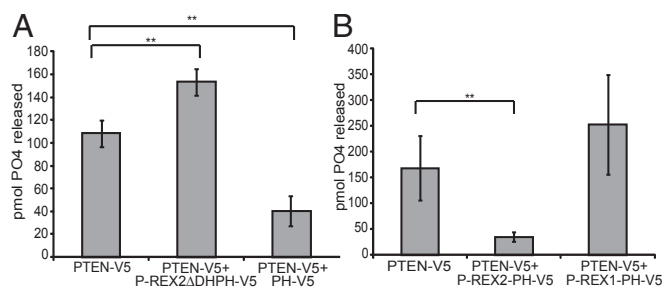 A
**
**
pmol PO4 released
180
160
140
120
100
80
60
40
20
0
PTEN-V5
PTEN-V5+
P-REX2ΔDHPH-V5
PTEN-V5+
PH-V5
B
**
pmol PO4 released
400
350
300
250
200
150
100
50
0
PTEN-V5
PTEN-V5+
P-REX2-PH-V5
PTEN-V5+
P-REX1-PH-V5